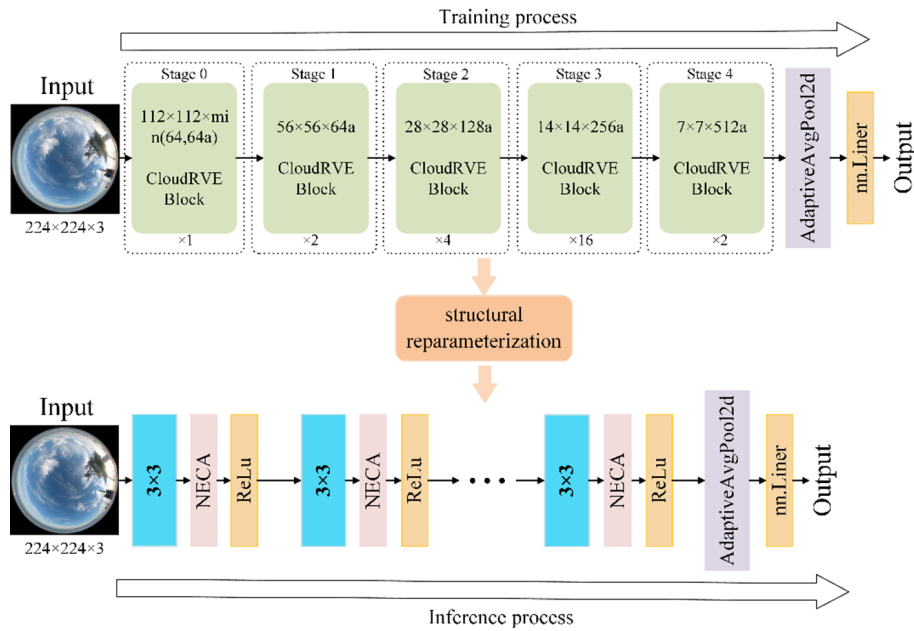 Training process
Input
224×224×3
Stage 0
112×112×mi
n(64,64a)
CloudRVE
Block
×1
Stage 1
56×56×64a
CloudRVE
Block
×2
Stage 2
28×28×128a
CloudRVE
Block
×4
Stage 3
14×14×256a
CloudRVE
Block
×16
Stage 4
7×7×512a
CloudRVE
Block
×2
AdaptiveAvgPool2d
nn.Liner
Output
structural
reparameterization
Input
224×224×3
3×3
NECA
ReLu
3×3
NECA
ReLu
• • •
3×3
NECA
ReLu
AdaptiveAvgPool2d
nn.Liner
Output
Inference process